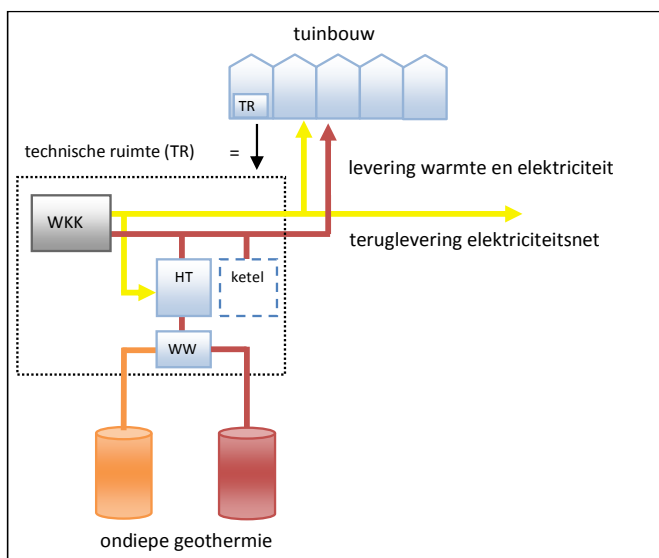 tuinbouw
TR
technische ruimte (TR) =
levering warmte en elektriciteit
WKK
teruglevering elektriciteitsnet
HT
ketel
WW
ondiepe geothermie